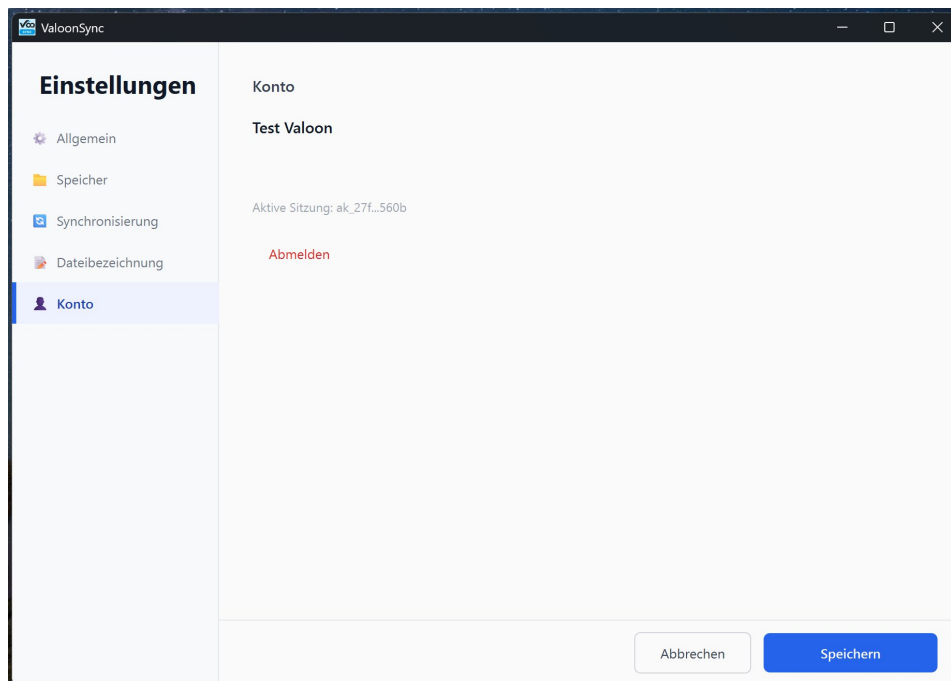 ValoonSync
Einstellungen
Allgemein
Speicher
Synchronisierung
Dateibezeichnung
Konto
Konto
Test Valoon
Aktive Sitzung: ak_27f...560b
Abmelden
Abbrechen
Speichern